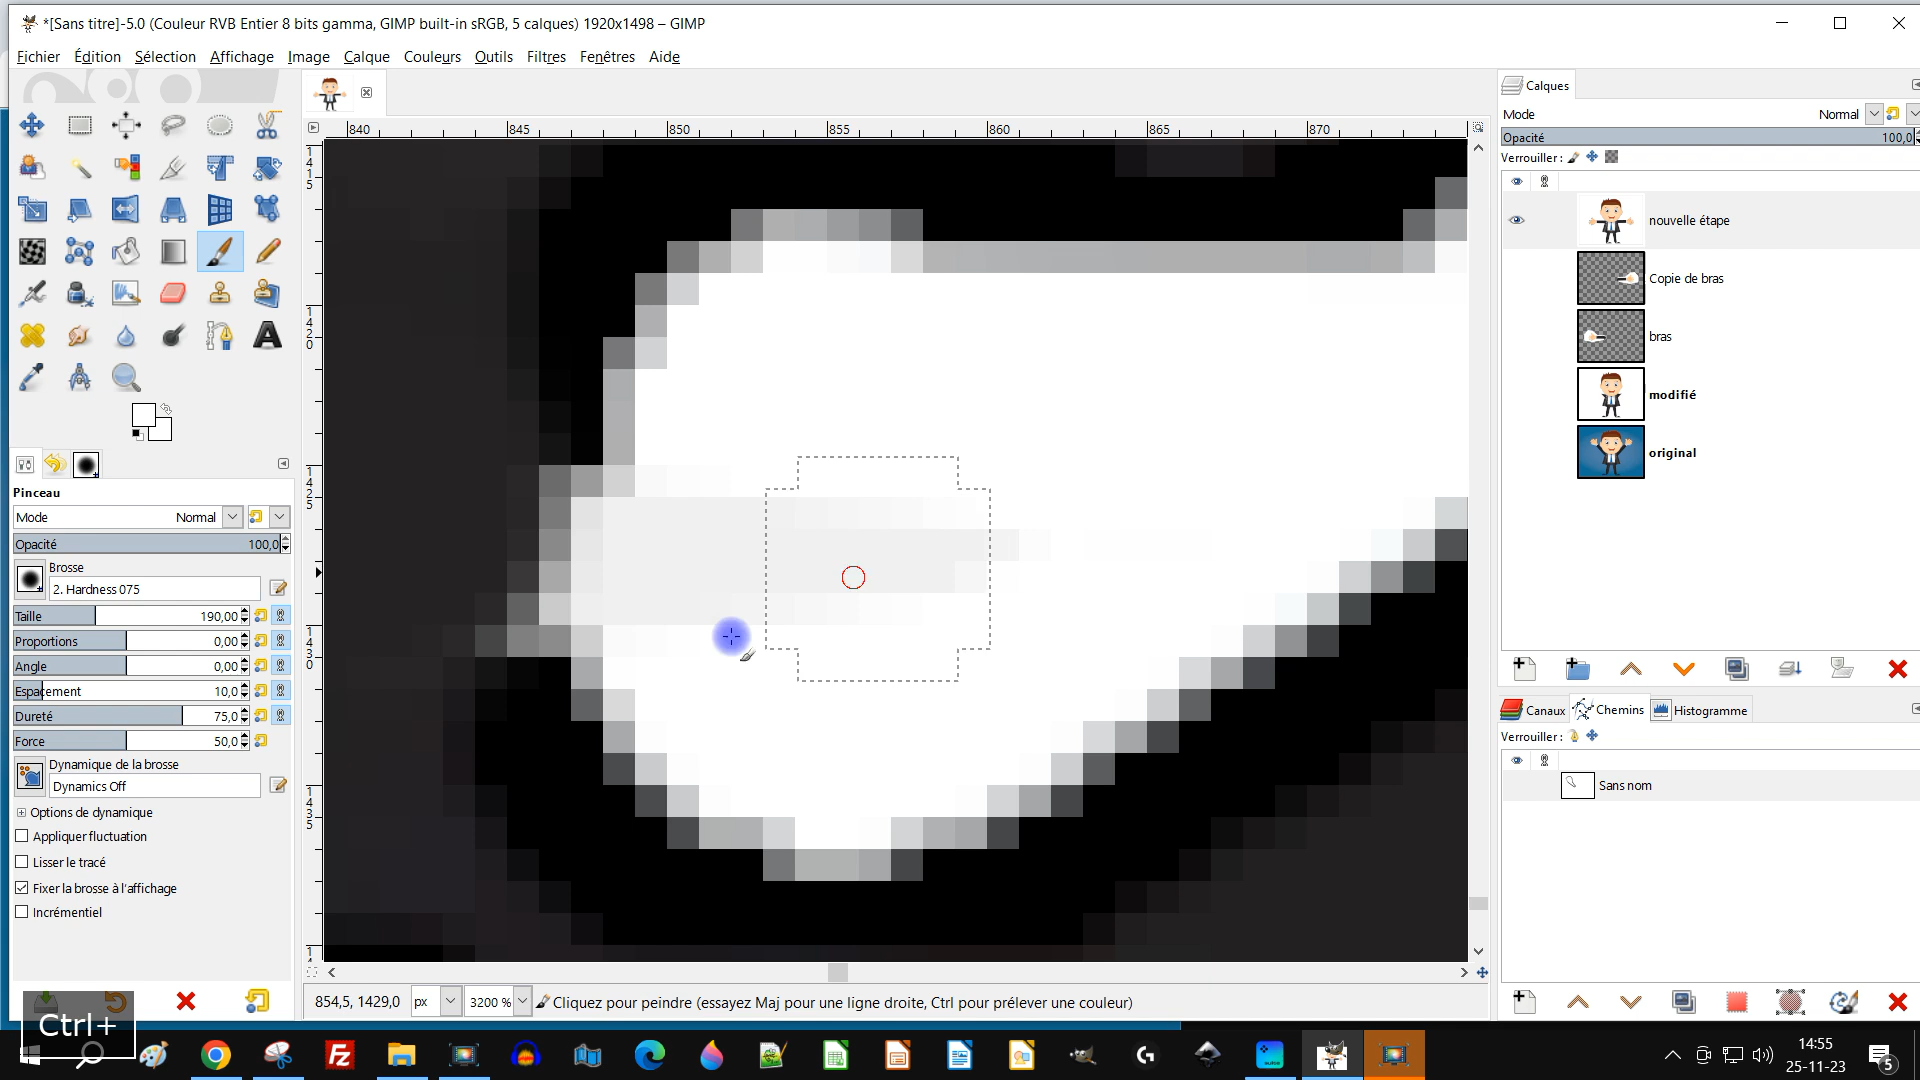 *[Sans titre]-5.0 (Couleur RVB Entier 8 bits gamma, GIMP built-in sRGB, 5 calques) 1920x1498 – GIMP
Fichier Édition Sélection Affichage Image Calque Couleurs Outils Filtres Fenêtres Aide
Calques
Mode Normal
Opacité 100,0
Verrouiller :
nouvelle étape
Copie de bras
bras
modifié
original
Canaux Chemins Histogramme
Verrouiller :
Sans nom
840 845 850 855 860 865 870
1415
1420
1425
1430
1435
Pinceau
Mode Normal
Opacité 100,0
Brosse
2. Hardness 075
Taille 190,00
Proportions 0,00
Angle 0,00
Espacement 10,0
Dureté 75,0
Force 50,0
Dynamique de la brosse
Dynamics Off
Options de dynamique
Appliquer fluctuation
Lisser le tracé
Fixer la brosse à l'affichage
Incrémentiel
Ctrl+
854,5, 1429,0 px 3200 % Cliquez pour peindre (essayez Maj pour une ligne droite, Ctrl pour prélever une couleur)
14:55
25-11-23
5